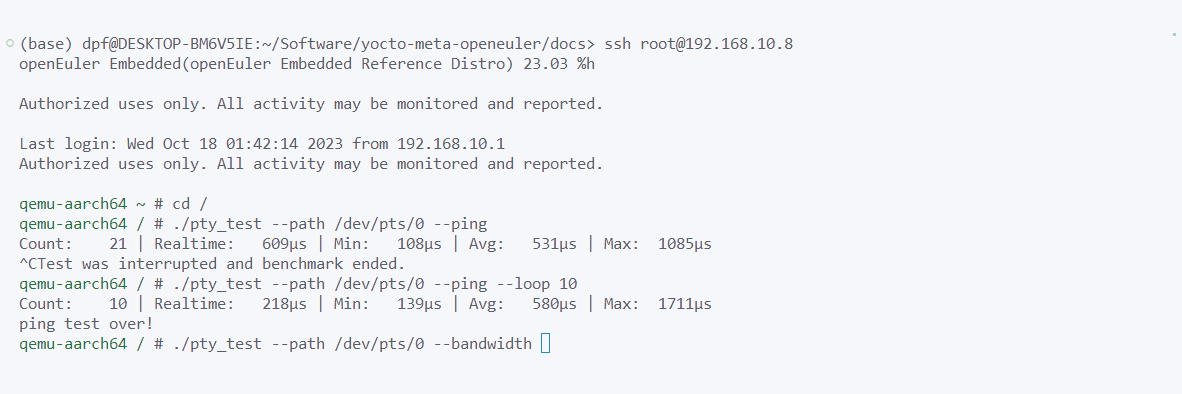 (base) dpf@DESKTOP-BM6V5IE:~/Software/yocto-meta-openeuler/docs> ssh root@192.168.10.8
openEuler Embedded(openEuler Embedded Reference Distro) 23.03 %h
Authorized uses only. All activity may be monitored and reported.
Last login: Wed Oct 18 01:42:14 2023 from 192.168.10.1
Authorized uses only. All activity may be monitored and reported.
qemu-aarch64 ~ # cd /
qemu-aarch64 / # ./pty_test --path /dev/pts/0 --ping
Count:    21 | Realtime:   609μs | Min:   108μs | Avg:   531μs | Max:  1085μs
^CTest was interrupted and benchmark ended.
qemu-aarch64 / # ./pty_test --path /dev/pts/0 --ping --loop 10
Count:    10 | Realtime:   218μs | Min:   139μs | Avg:   580μs | Max:  1711μs
ping test over!
qemu-aarch64 / # ./pty_test --path /dev/pts/0 --bandwidth